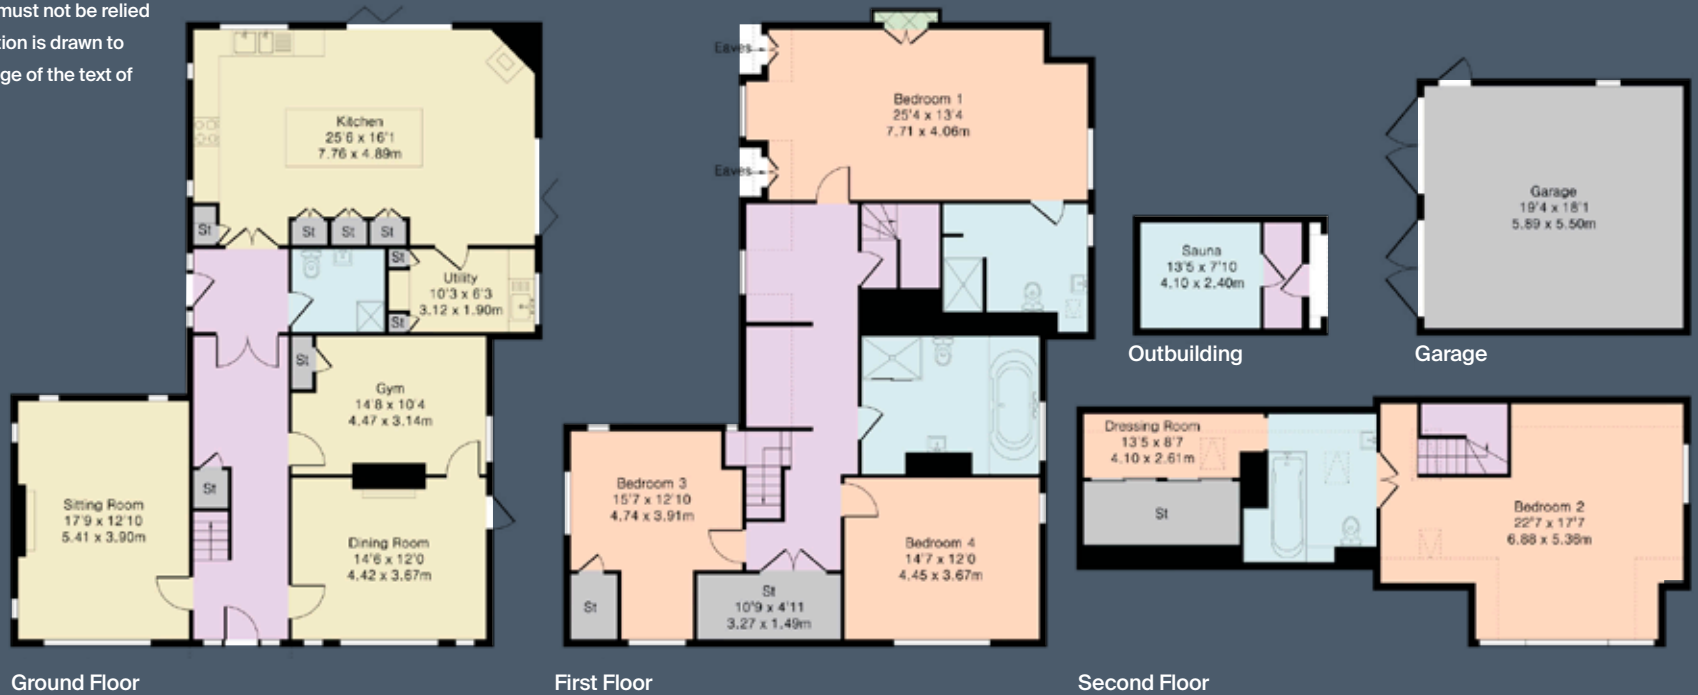 must not be relied
tion is drawn to
ge of the text of
Kitchen
25'6 x 16'1
7.76 x 4.89m
St
St
St
St
St
Utility
10'3 x 6'3
3.12 x 1.90m
St
St
Gym
14'8 x 10'4
4.47 x 3.14m
St
Sitting Room
17'9 x 12'10
5.41 x 3.90m
Dining Room
14'6 x 12'0
4.42 x 3.67m
Ground Floor
Eaves
Bedroom 1
25'4 x 13'4
7.71 x 4.06m
Eaves
Bedroom 3
15'7 x 12'10
4.74 x 3.91m
St
St
10'9 x 4'11
3.27 x 1.49m
Bedroom 4
14'7 x 12'0
4.45 x 3.67m
First Floor
Sauna
13'5 x 7'10
4.10 x 2.40m
Outbuilding
Garage
19'4 x 18'1
5.89 x 5.50m
Garage
Dressing Room
13'5 x 8'7
4.10 x 2.61m
St
Bedroom 2
22'7 x 17'7
6.88 x 5.36m
Second Floor